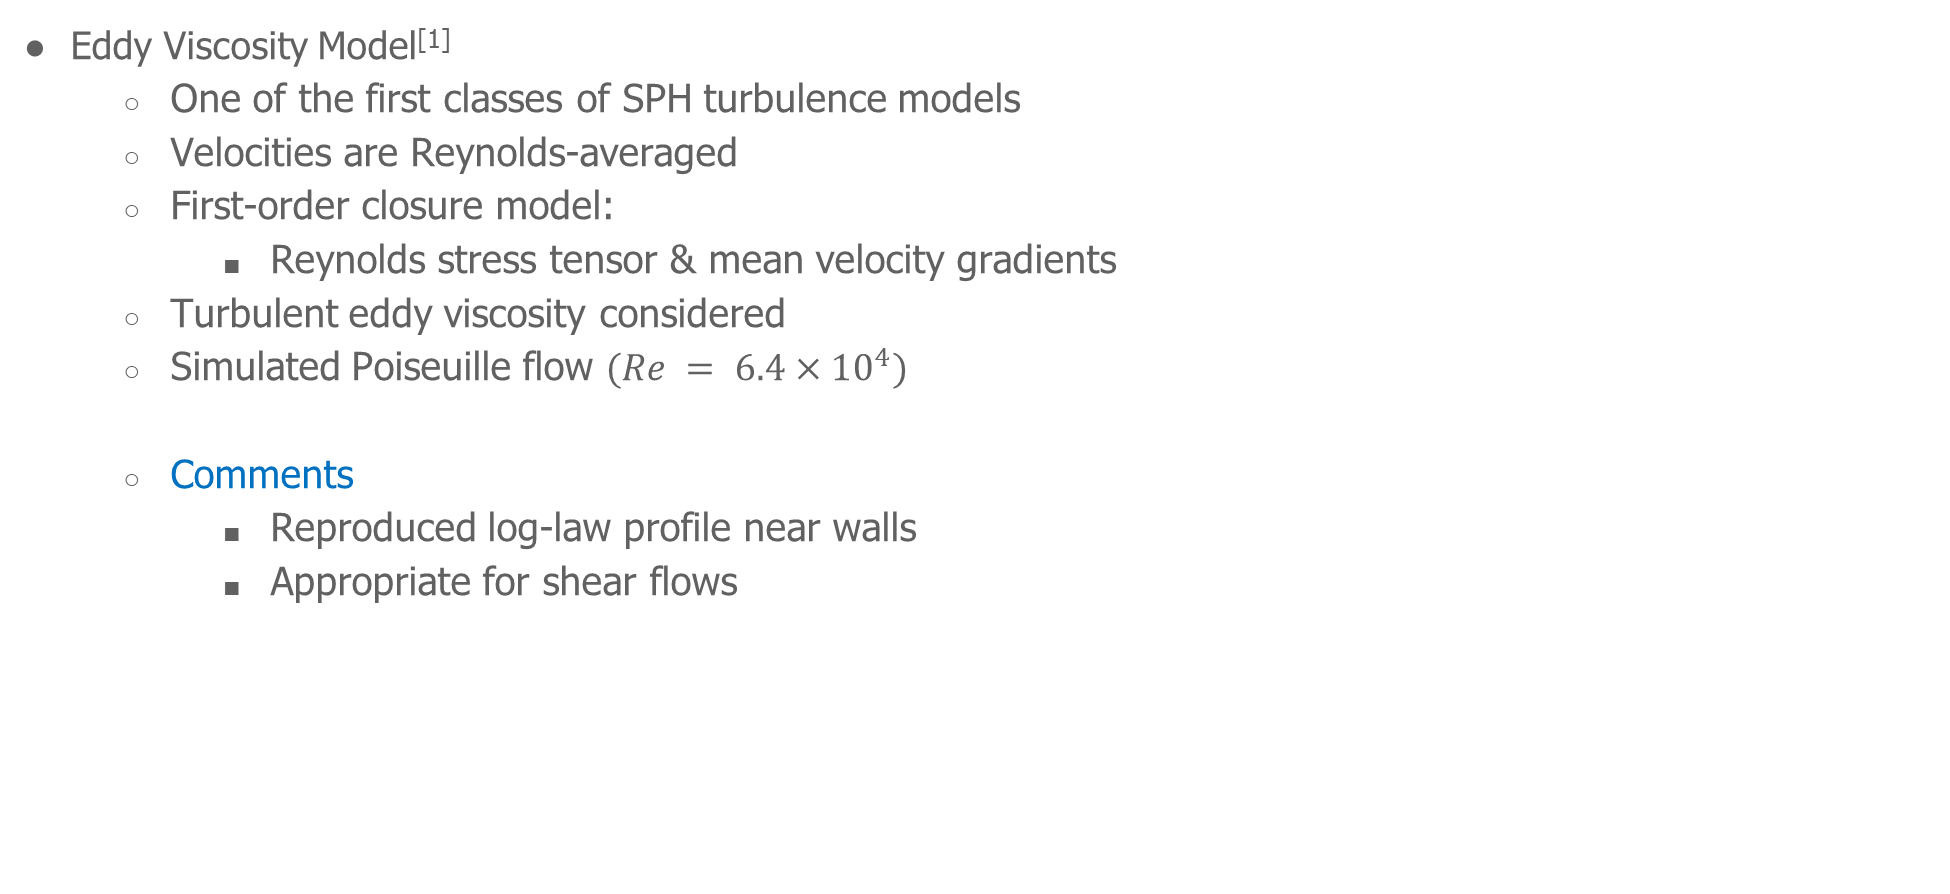 ● Eddy Viscosity Model[1]
○ One of the first classes of SPH turbulence models
○ Velocities are Reynolds-averaged
○ First-order closure model:
■ Reynolds stress tensor & mean velocity gradients
○ Turbulent eddy viscosity considered
○ Simulated Poiseuille flow (Re = 6.4 × 10⁴)
○ Comments
■ Reproduced log-law profile near walls
■ Appropriate for shear flows